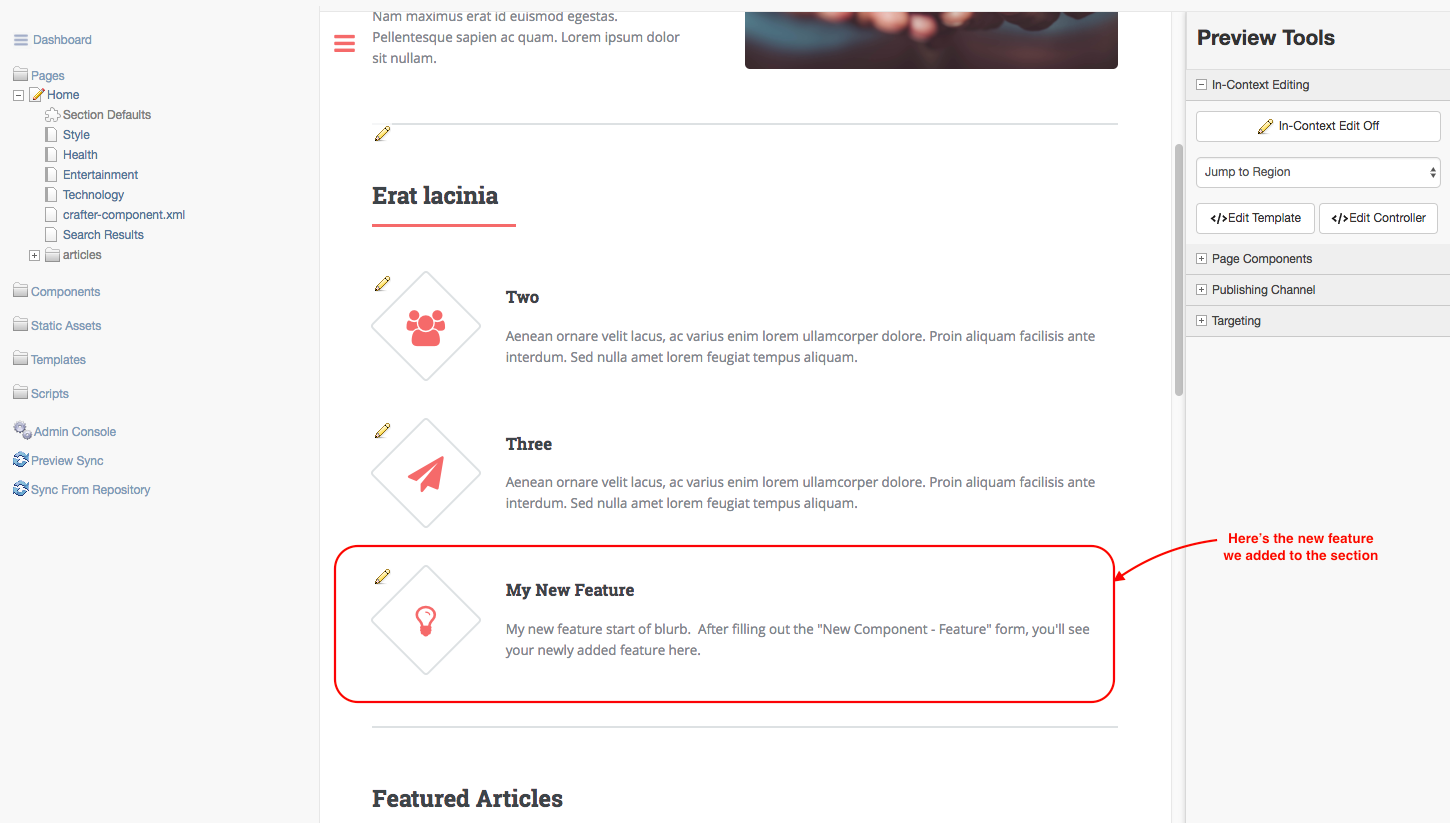 Dashboard
Pages
Home
Section Defaults
Style
Health
Entertainment
Technology
crafter-component.xml
Search Results
articles
Components
Static Assets
Templates
Scripts
Admin Console
Preview Sync
Sync From Repository
Nam maximus erat id euismod egestas.
Pellentesque sapien ac quam. Lorem ipsum dolor
sit nullam.
Erat lacinia
Two
Aenean ornare velit lacus, ac varius enim lorem ullamcorper dolore. Proin aliquam facilisis ante
interdum. Sed nulla amet lorem feugiat tempus aliquam.
Three
Aenean ornare velit lacus, ac varius enim lorem ullamcorper dolore. Proin aliquam facilisis ante
interdum. Sed nulla amet lorem feugiat tempus aliquam.
My New Feature
My new feature start of blurb.  After filling out the "New Component - Feature" form, you'll see
your newly added feature here.
Featured Articles
Preview Tools
In-Context Editing
In-Context Edit Off
Jump to Region
</>Edit Template
</>Edit Controller
Page Components
Publishing Channel
Targeting
Here's the new feature
we added to the section